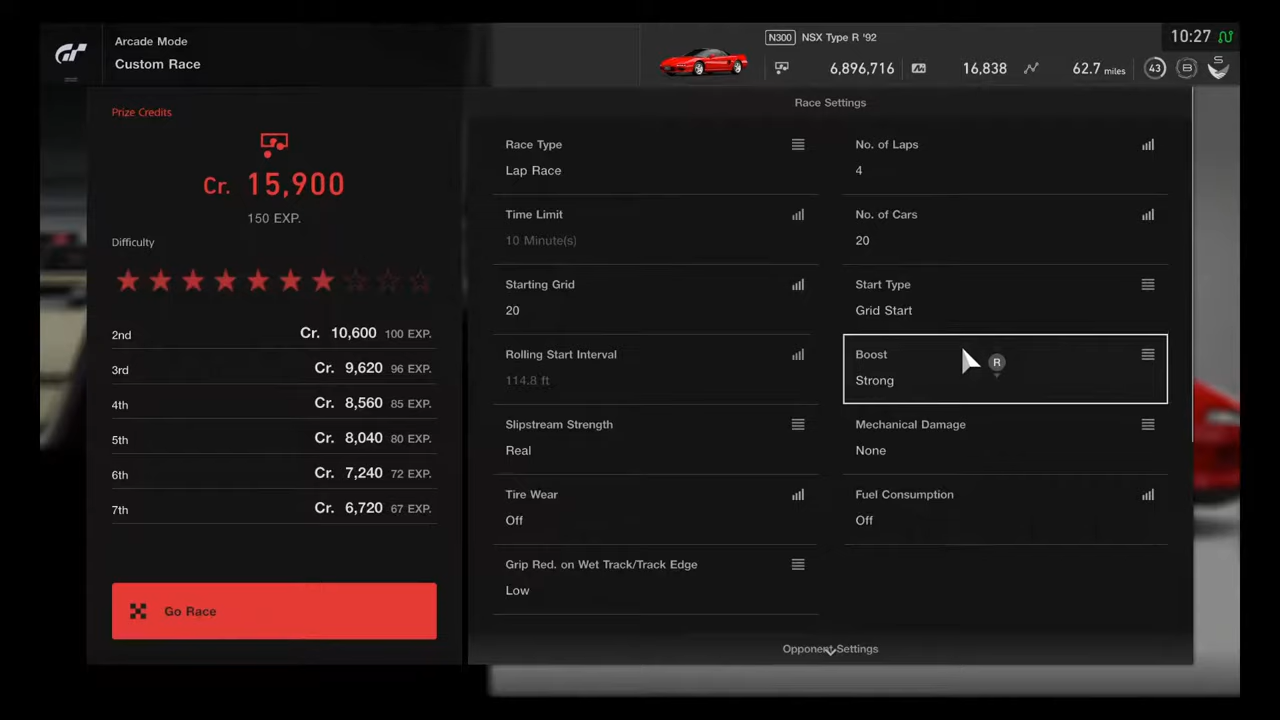 Arcade Mode
Custom Race
N300 NSX Type R '92
10:27
6,896,716 16,838 62.7 miles 43 B S
Prize Credits
Cr. 15,900
150 EXP.
Difficulty
2nd Cr. 10,600 100 EXP.
3rd Cr. 9,620 96 EXP.
4th Cr. 8,560 85 EXP.
5th Cr. 8,040 80 EXP.
6th Cr. 7,240 72 EXP.
7th Cr. 6,720 67 EXP.
Go Race
Race Settings
Race Type
Lap Race
No. of Laps
4
Time Limit
10 Minute(s)
No. of Cars
20
Starting Grid
20
Start Type
Grid Start
Rolling Start Interval
114.8 ft
Boost
Strong
R
Slipstream Strength
Real
Mechanical Damage
None
Tire Wear
Off
Fuel Consumption
Off
Grip Red. on Wet Track/Track Edge
Low
Opponent Settings